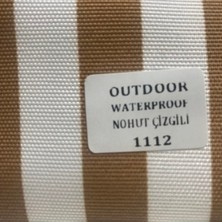 OUTDOOR
WATERPROOF
NOHUT ÇİZGİLİ
1112